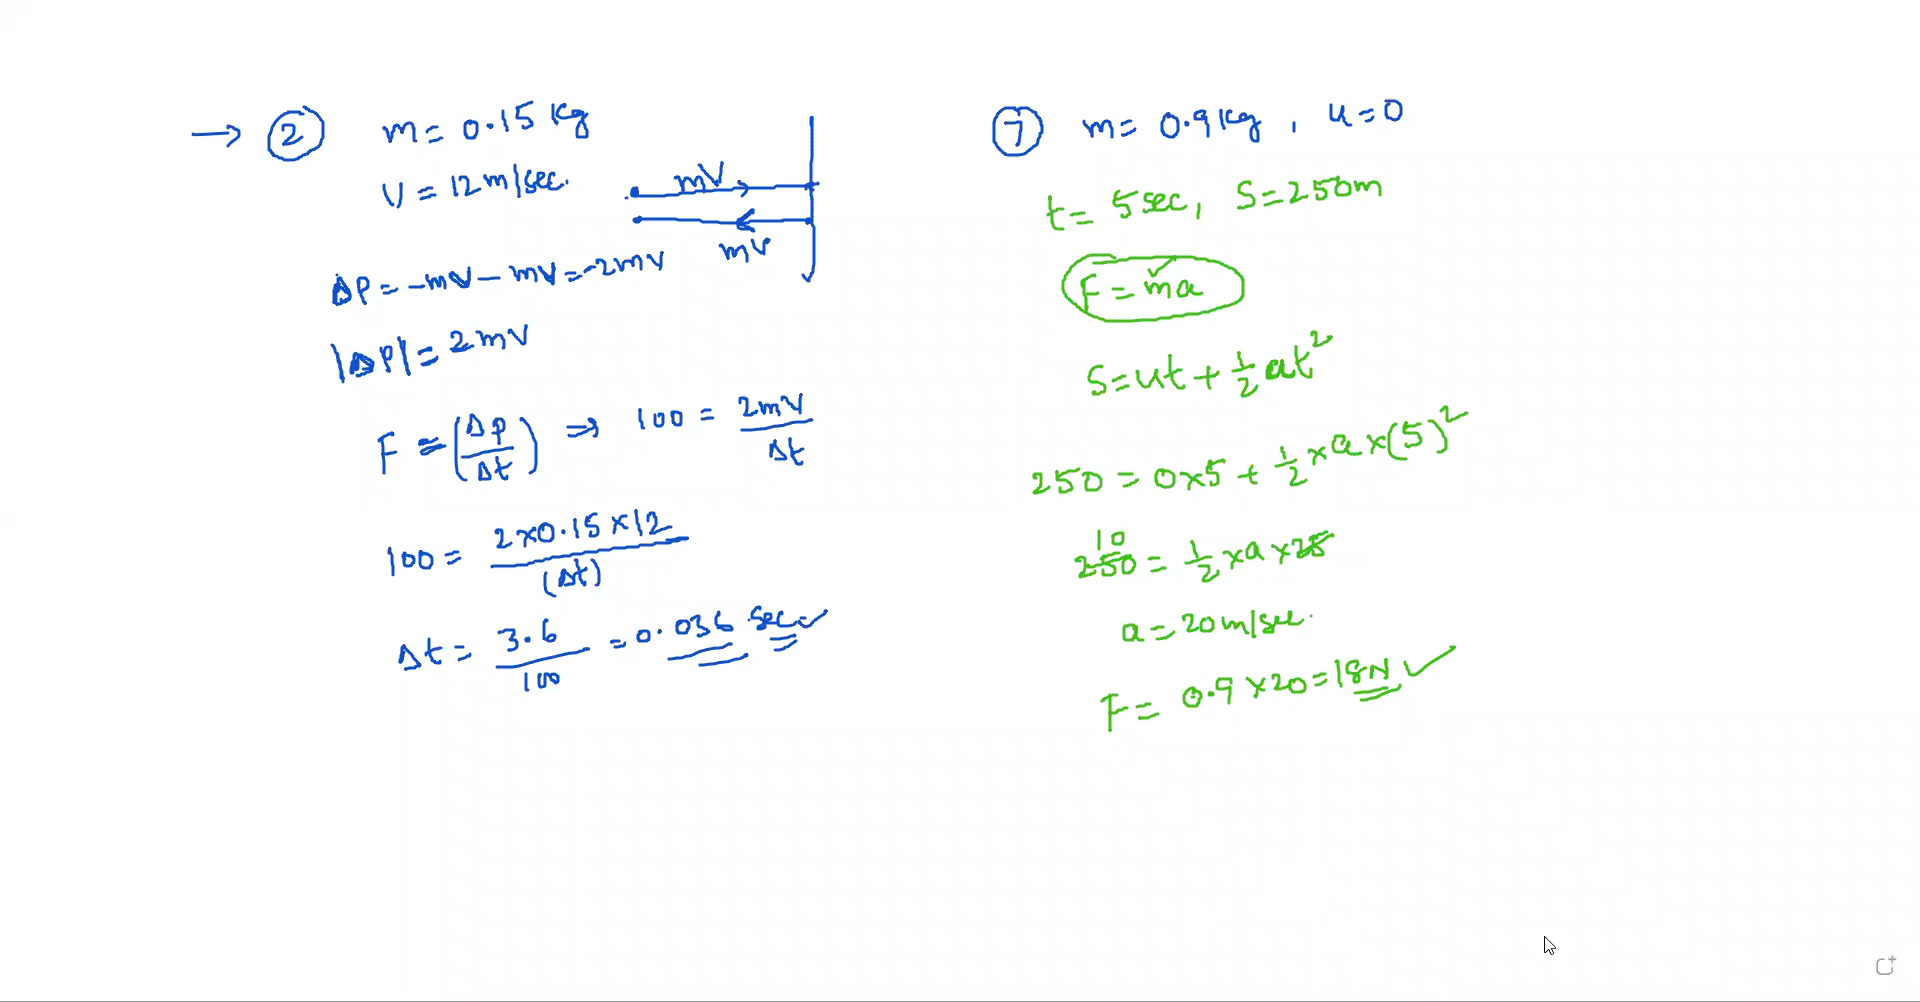 → ② m = 0.15 Kg
V = 12 m/sec.
mV
mV
ΔP = -mV - mV = -2mV
|ΔP| = 2mV
F = (Δp/Δt) ⇒ 100 = 2mV/Δt
100 = 2×0.15×12/(Δt)
Δt = 3.6/100 = 0.036 sec ✓
⑦ m = 0.9 Kg, u = 0
t = 5 sec, S = 250m
F = ma
S = ut + ½ at²
250 = 0×5 + ½ × a × (5)²
10
250 = ½ × a × 25
a = 20 m/sec.
F = 0.9 × 20 = 18N ✓